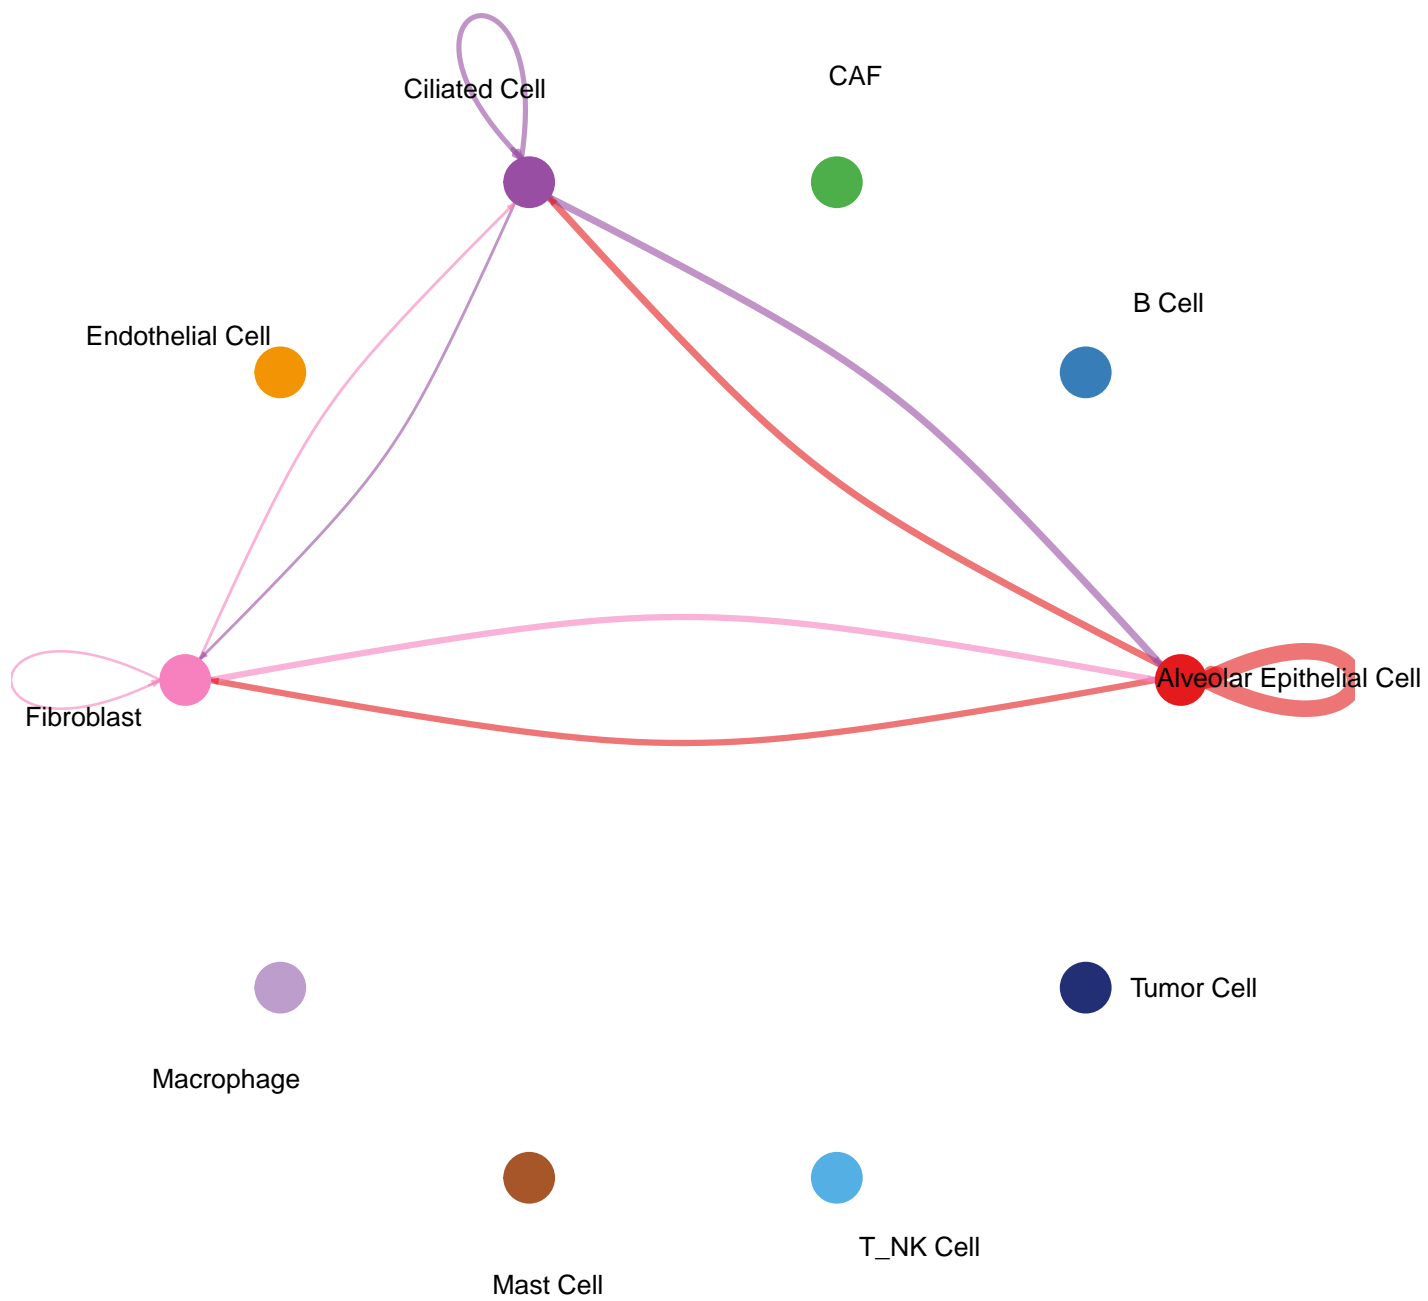 CAF
Ciliated Cell
B Cell
Endothelial Cell
Alveolar Epithelial Cell
Fibroblast
Tumor Cell
Macrophage
T_NK Cell
Mast Cell